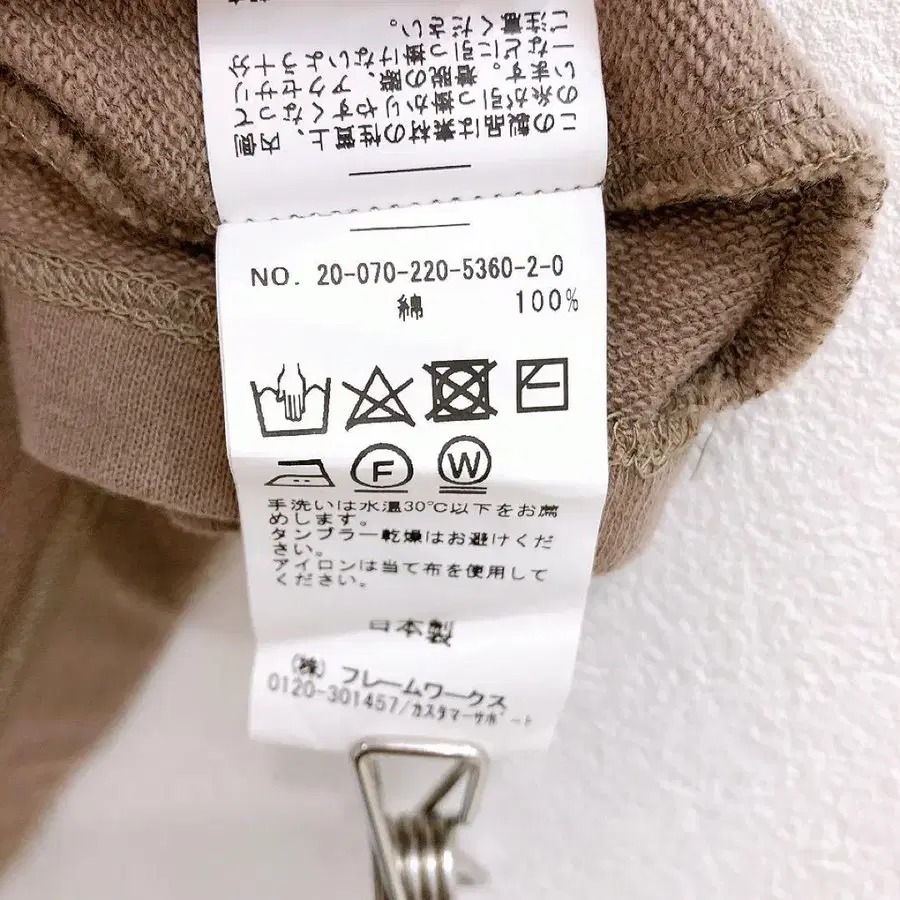 この製品は素材の性質上、内側
の糸が引っ掛かりやすくなって
います。着脱の際、アクセサリ
ーなどに引っ掛けないよう十分
ご注意ください。
NO. 20-070-220-5360-2-0
綿 100%
F W
手洗いは水温30℃以下をお薦
めします。
タンブラー乾燥はお避けくだ
さい。
アイロンは当て布を使用して
ください。
日本製
(株) フレームワークス
0120-301457/カスタマーサポート